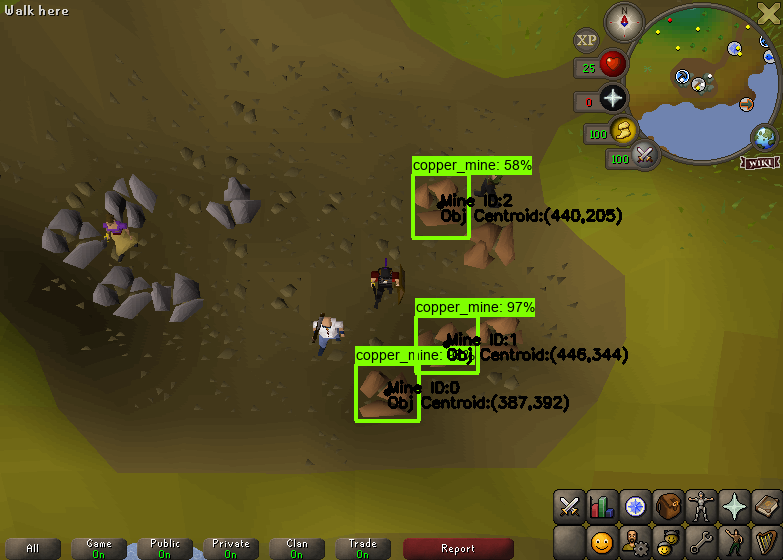 Walk here
N
XP
25
0
100
100
WIKI
copper_mine: 58%
Mine ID:2
Obj Centroid:(440,205)
copper_mine: 97%
Mine ID:1
Obj Centroid:(446,344)
copper_mine:
Mine ID:0
Obj Centroid:(387,392)
All
Game
On
Public
On
Private
On
Clan
On
Trade
On
Report